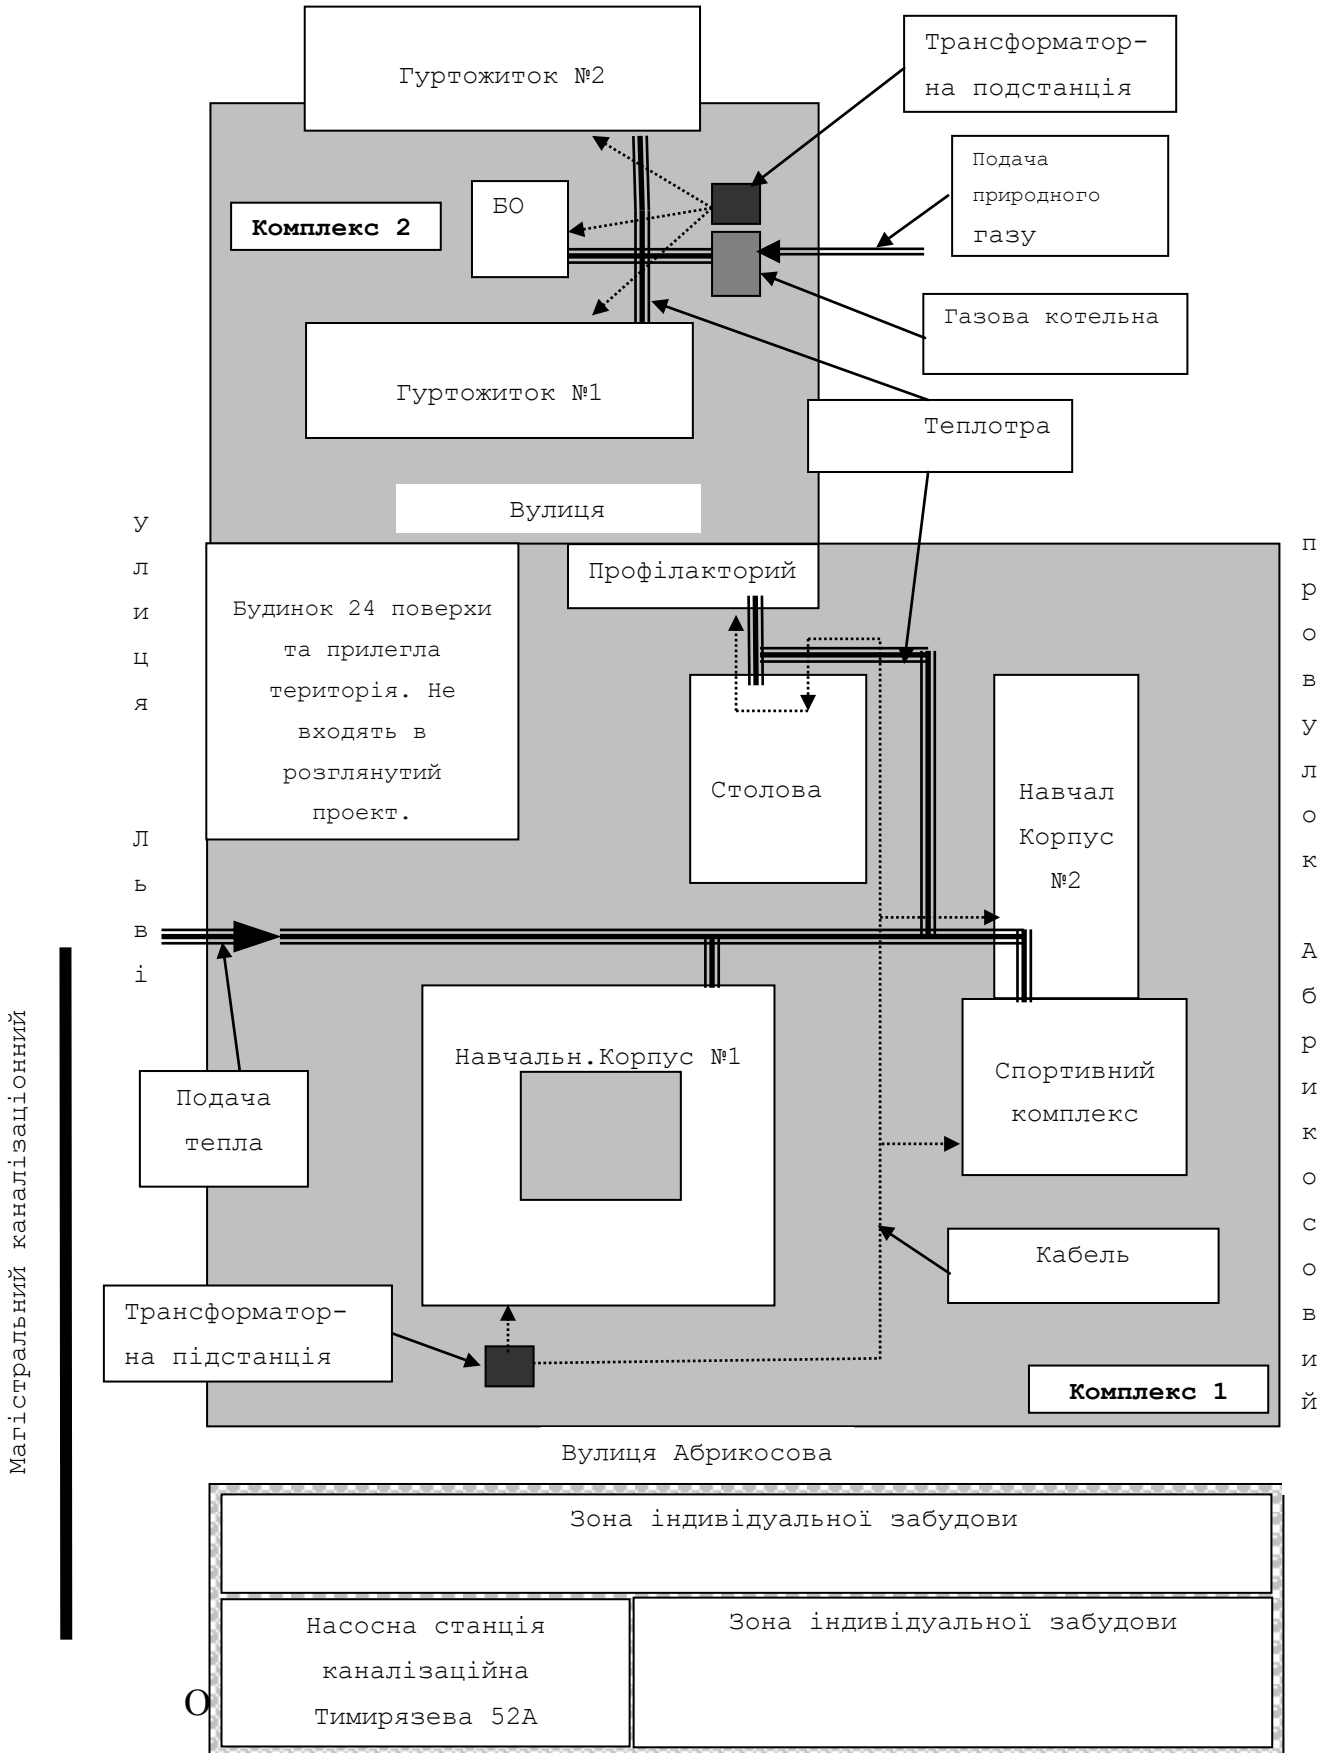 Гуртожиток №2
Трансформатор-
на подстанція
Подача
природного
газу
БО
Комплекс 2
Газова котельна
Гуртожиток №1
Теплотра
Вулиця
Улиця Льві
провулок Абрикосовий
Профілакторий
Будинок 24 поверхи
та прилегла
територія. Не
входять в
розглянутий
проект.
Столова
Навчал
Корпус
№2
Магістральний каналізаціонний
Навчальн.Корпус №1
Спортивний
комплекс
Подача
тепла
Кабель
Трансформатор-
на підстанція
Комплекс 1
Вулиця Абрикосова
Зона індивідуальної забудови
Насосна станція
каналізаційна
Тимирязева 52А
Зона індивідуальної забудови
О